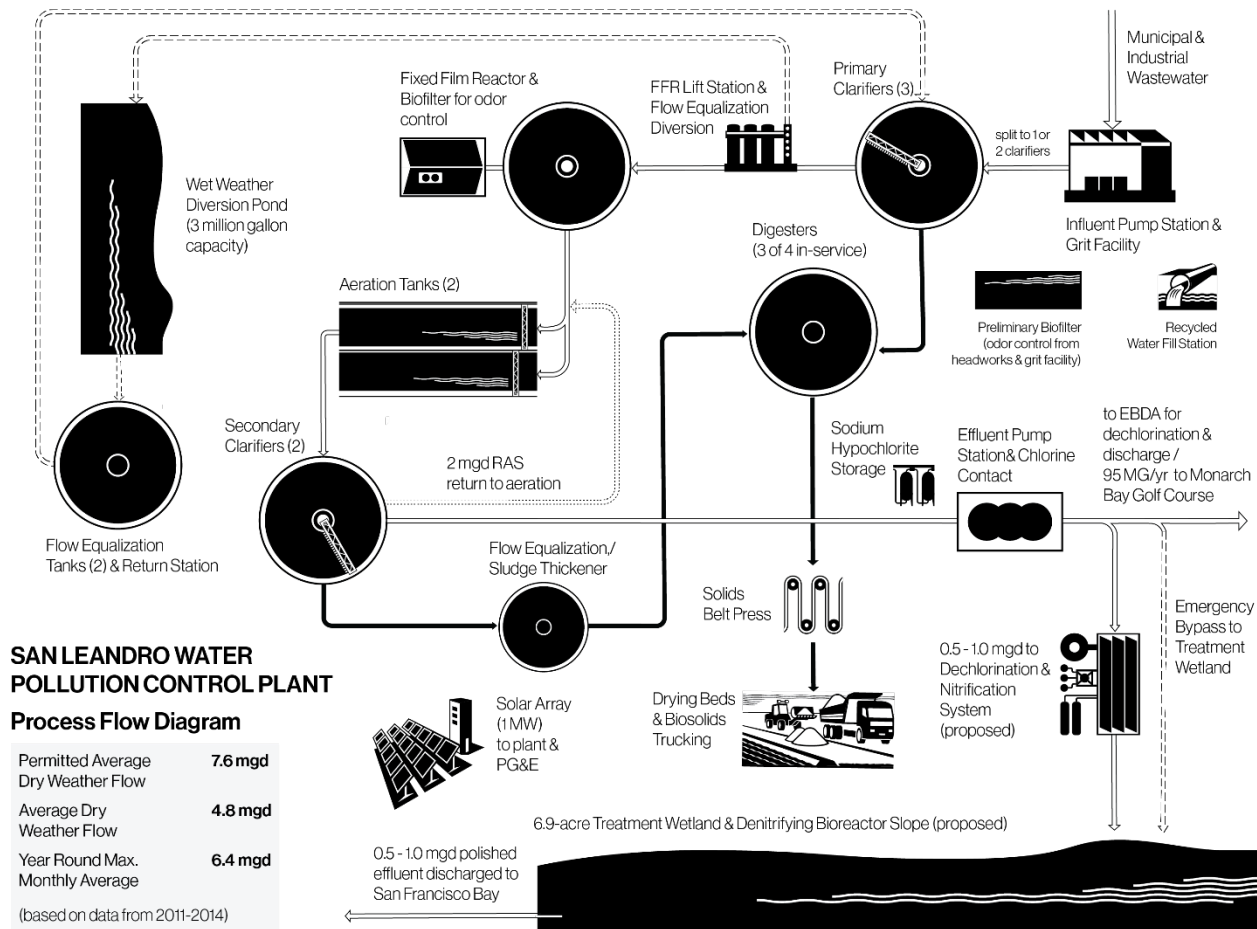 Municipal &
Industrial
Wastewater
Primary
Clarifiers (3)
split to 1 or
2 clarifiers
Influent Pump Station &
Grit Facility
FFR Lift Station &
Flow Equalization
Diversion
Fixed Film Reactor &
Biofilter for odor
control
Wet Weather
Diversion Pond
(3 million gallon
capacity)
Digesters
(3 of 4 in-service)
Preliminary Biofilter
(odor control from
headworks & grit facility)
Recycled
Water Fill Station
Aeration Tanks (2)
Secondary
Clarifiers (2)
2 mgd RAS
return to aeration
Sodium
Hypochlorite
Storage
Effluent Pump
Station& Chlorine
Contact
to EBDA for
dechlorination &
discharge /
95 MG/yr to Monarch
Bay Golf Course
Flow Equalization
Tanks (2) & Return Station
Flow Equalization,/
Sludge Thickener
Solids
Belt Press
Emergency
Bypass to
Treatment
Wetland
0.5 - 1.0 mgd to
Dechlorination &
Nitrification
System
(proposed)
Solar Array
(1 MW)
to plant &
PG&E
Drying Beds
& Biosolids
Trucking
SAN LEANDRO WATER
POLLUTION CONTROL PLANT
Process Flow Diagram
Permitted Average
Dry Weather Flow
7.6 mgd
Average Dry
Weather Flow
4.8 mgd
Year Round Max.
Monthly Average
6.4 mgd
(based on data from 2011-2014)
6.9-acre Treatment Wetland & Denitrifying Bioreactor Slope (proposed)
0.5 - 1.0 mgd polished
effluent discharged to
San Francisco Bay